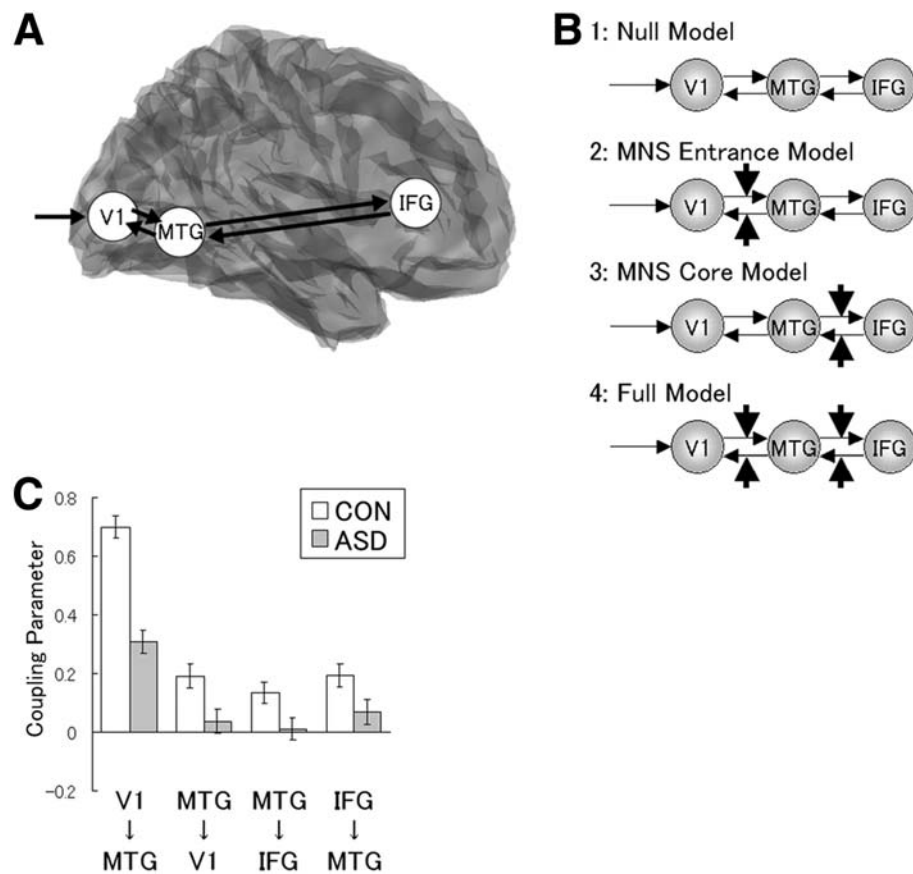 A
V1
MTG
IFG
B
1: Null Model
V1 MTG IFG
2: MNS Entrance Model
V1 MTG IFG
3: MNS Core Model
V1 MTG IFG
4: Full Model
V1 MTG IFG
C
CON
ASD
Coupling Parameter
0.8
0.6
0.4
0.2
0
-0.2
V1 MTG MTG IFG
↓ ↓ ↓ ↓
MTG V1 IFG MTG